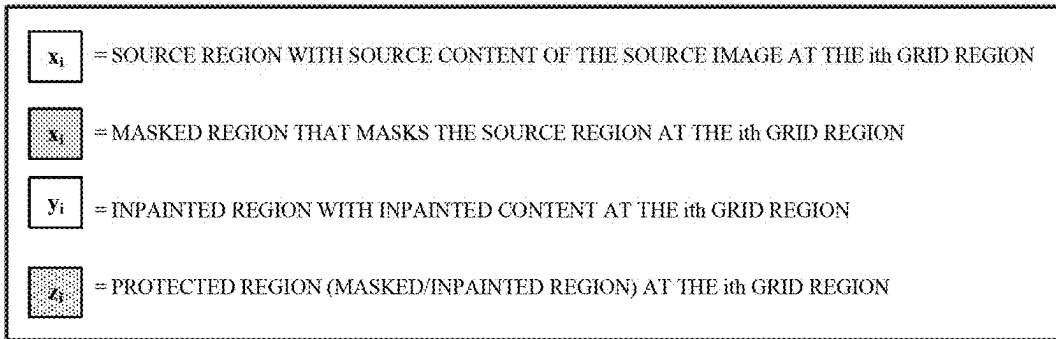 xᵢ = SOURCE REGION WITH SOURCE CONTENT OF THE SOURCE IMAGE AT THE ith GRID REGION
xᵢ = MASKED REGION THAT MASKS THE SOURCE REGION AT THE ith GRID REGION
yᵢ = INPAINTED REGION WITH INPAINTED CONTENT AT THE ith GRID REGION
zᵢ = PROTECTED REGION (MASKED/INPAINTED REGION) AT THE ith GRID REGION